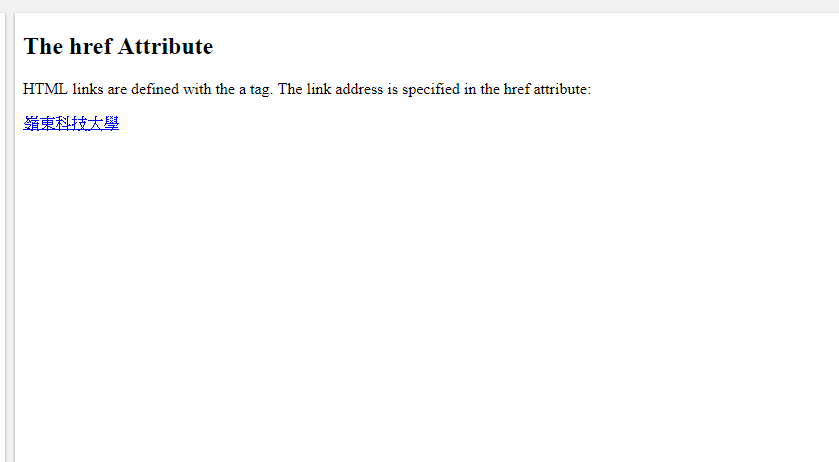 The href Attribute
HTML links are defined with the a tag. The link address is specified in the href attribute:
嶺東科技大學